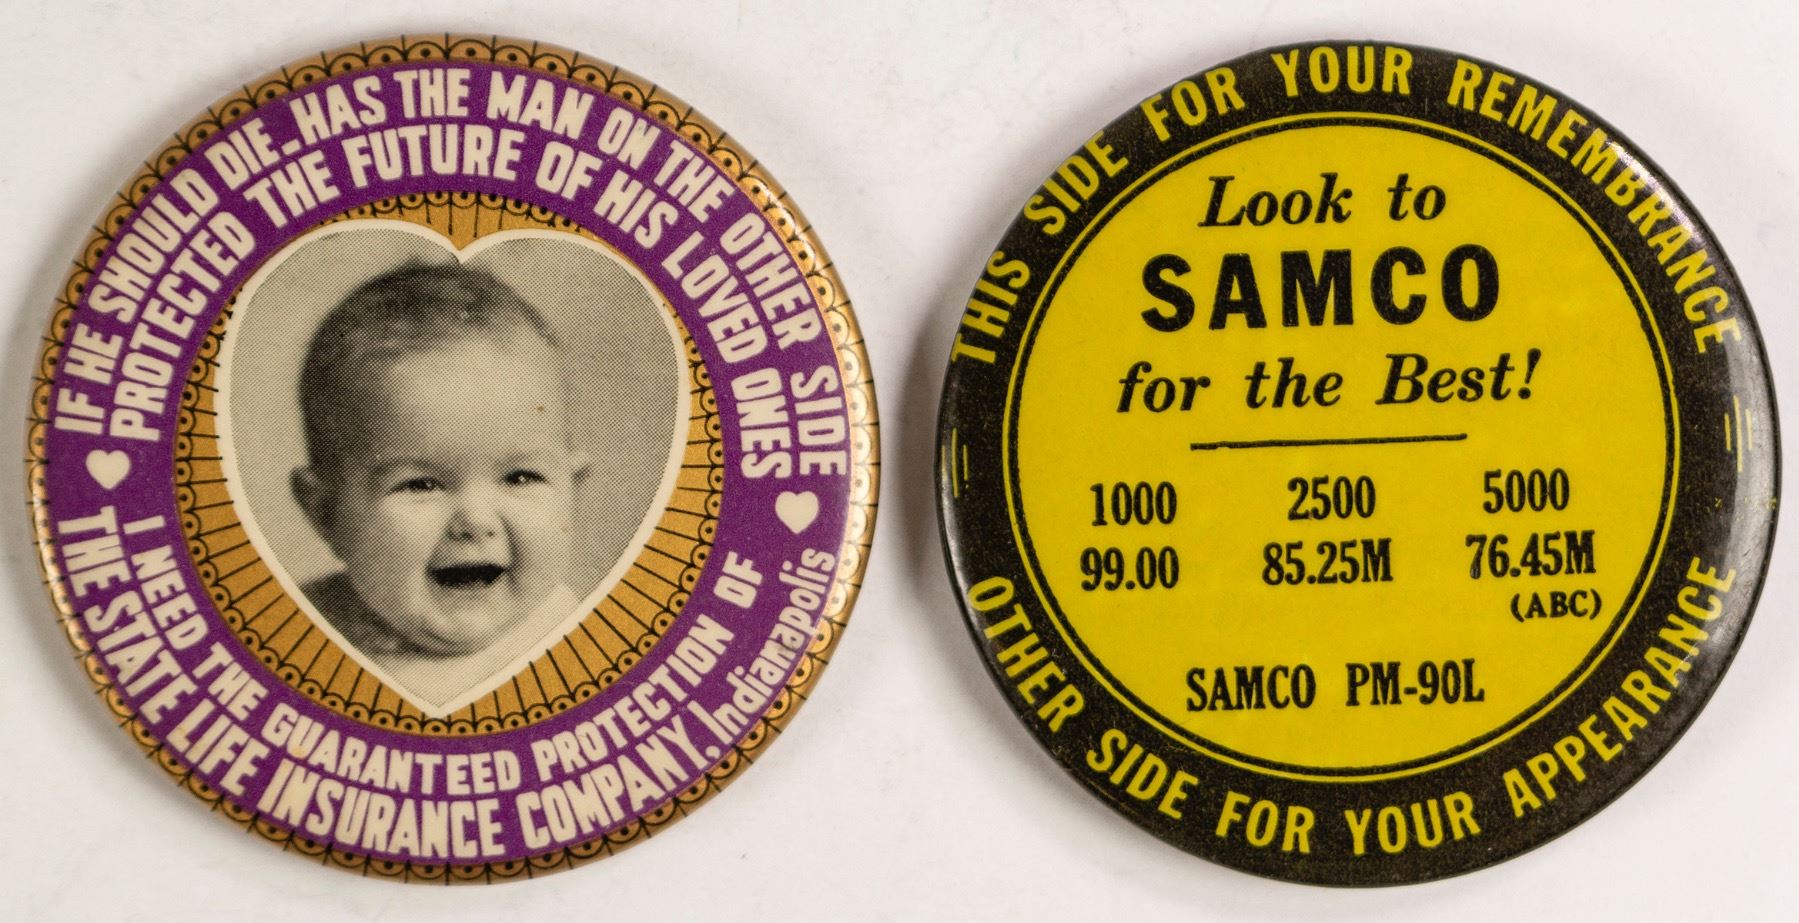 IF HE SHOULD DIE_HAS THE MAN ON THE OTHER SIDE
PROTECTED THE FUTURE OF HIS LOVED ONES
I NEED THE GUARANTEED PROTECTION OF
THE STATE LIFE INSURANCE COMPANY, Indianapolis
THIS SIDE FOR YOUR REMEMBRANCE
Look to
SAMCO
for the Best!
1000 2500 5000
99.00 85.25M 76.45M
(ABC)
SAMCO PM-90L
OTHER SIDE FOR YOUR APPEARANCE